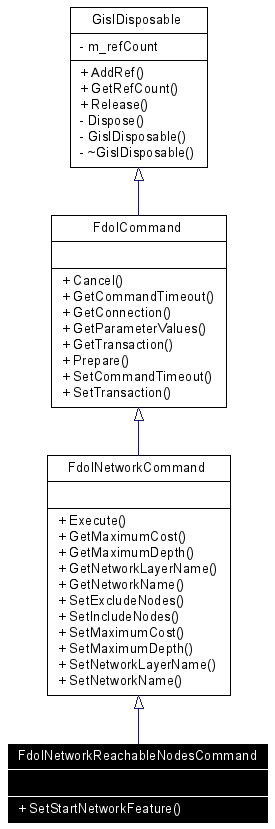 GisIDisposable
- m_refCount
+ AddRef()
+ GetRefCount()
+ Release()
- Dispose()
- GisIDisposable()
- ~GisIDisposable()
FdoICommand
+ Cancel()
+ GetCommandTimeout()
+ GetConnection()
+ GetParameterValues()
+ GetTransaction()
+ Prepare()
+ SetCommandTimeout()
+ SetTransaction()
FdoINetworkCommand
+ Execute()
+ GetMaximumCost()
+ GetMaximumDepth()
+ GetNetworkLayerName()
+ GetNetworkName()
+ SetExcludeNodes()
+ SetIncludeNodes()
+ SetMaximumCost()
+ SetMaximumDepth()
+ SetNetworkLayerName()
+ SetNetworkName()
FdoINetworkReachableNodesCommand
+ SetStartNetworkFeature()